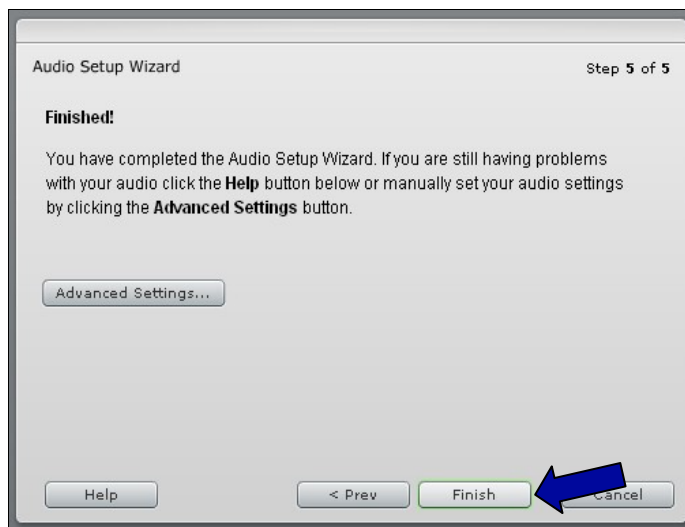 Audio Setup Wizard
Step 5 of 5
Finished!
You have completed the Audio Setup Wizard. If you are still having problems
with your audio click the Help button below or manually set your audio settings
by clicking the Advanced Settings button.
Advanced Settings...
Help
< Prev
Finish
Cancel